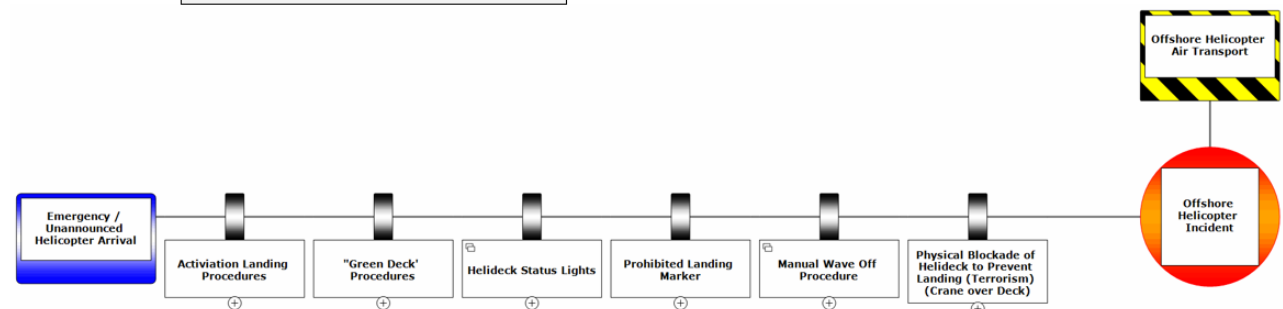 Offshore Helicopter
Air Transport
Emergency /
Unannounced
Helicopter Arrival
Activiation Landing
Procedures
"Green Deck'
Procedures
Helideck Status Lights
Prohibited Landing
Marker
Manual Wave Off
Procedure
Physical Blockade of
Helideck to Prevent
Landing (Terrorism)
(Crane over Deck)
Offshore
Helicopter
Incident